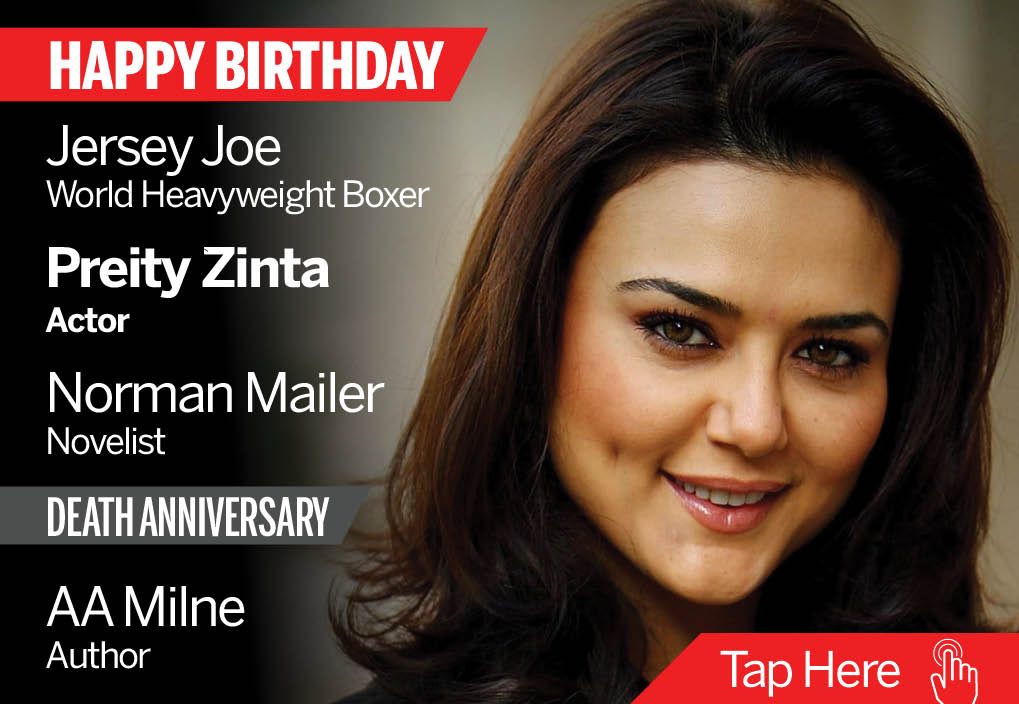 HAPPY BIRTHDAY
Jersey Joe
World Heavyweight Boxer
Preity Zinta
Actor
Norman Mailer
Novelist
DEATH ANNIVERSARY
AA Milne
Author
Tap Here